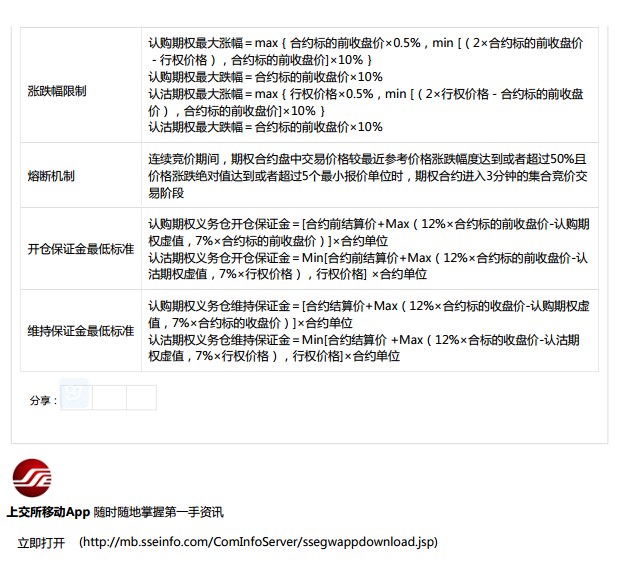 涨跌幅限制
认购期权最大涨幅＝max｛合约标的前收盘价×0.5%，min [（2×合约标的前收盘价
－行权价格），合约标的前收盘价]×10%｝
认购期权最大跌幅＝合约标的前收盘价×10%
认沽期权最大涨幅＝max｛行权价格×0.5%，min [（2×行权价格－合约标的前收盘
价），合约标的前收盘价]×10%｝
认沽期权最大跌幅＝合约标的前收盘价×10%
熔断机制
连续竞价期间，期权合约盘中交易价格较最近参考价格涨跌幅度达到或者超过50%且
价格涨跌绝对值达到或者超过5个最小报价单位时，期权合约进入3分钟的集合竞价交
易阶段
开仓保证金最低标准
认购期权义务仓开仓保证金＝[合约前结算价+Max（12%×合约标的前收盘价-认购期
权虚值，7%×合约标的前收盘价）]×合约单位
认沽期权义务仓开仓保证金＝Min[合约前结算价+Max（12%×合约标的前收盘价-认
沽期权虚值，7%×行权价格），行权价格] ×合约单位
维持保证金最低标准
认购期权义务仓维持保证金＝[合约结算价+Max（12%×合约标的收盘价-认购期权虚
值，7%×合约标的收盘价）]×合约单位
认沽期权义务仓维持保证金＝Min[合约结算价 +Max（12%×合标的收盘价-认沽期
权虚值，7%×行权价格），行权价格]×合约单位
分享：
上交所移动App 随时随地掌握第一手资讯
立即打开 (http://mb.sseinfo.com/ComInfoServer/ssegwappdownload.jsp)